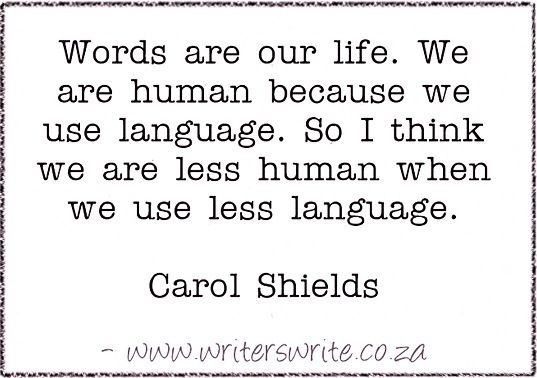 Words are our life. We
are human because we
use language. So I think
we are less human when
we use less language.
Carol Shields
- www.writerswrite.co.za